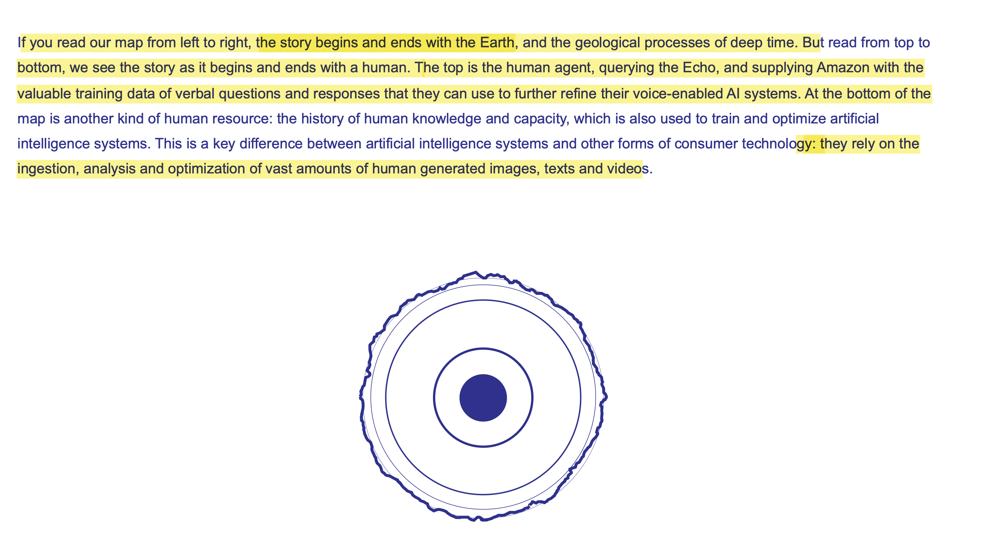 If you read our map from left to right, the story begins and ends with the Earth, and the geological processes of deep time. But read from top to
bottom, we see the story as it begins and ends with a human. The top is the human agent, querying the Echo, and supplying Amazon with the
valuable training data of verbal questions and responses that they can use to further refine their voice-enabled AI systems. At the bottom of the
map is another kind of human resource: the history of human knowledge and capacity, which is also used to train and optimize artificial
intelligence systems. This is a key difference between artificial intelligence systems and other forms of consumer technology: they rely on the
ingestion, analysis and optimization of vast amounts of human generated images, texts and videos.